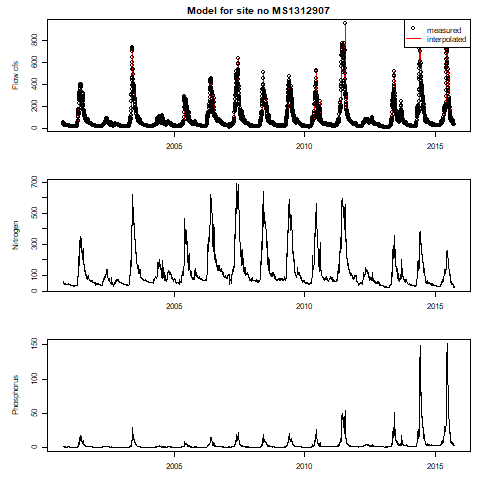 Model for site no MS1312907
measured
interpolated
Flow cfs
0 200 400 600 800
2005 2010 2015
Nitrogen
0 100 300 500 700
2005 2010 2015
Phosphorus
0 50 100 150
2005 2010 2015